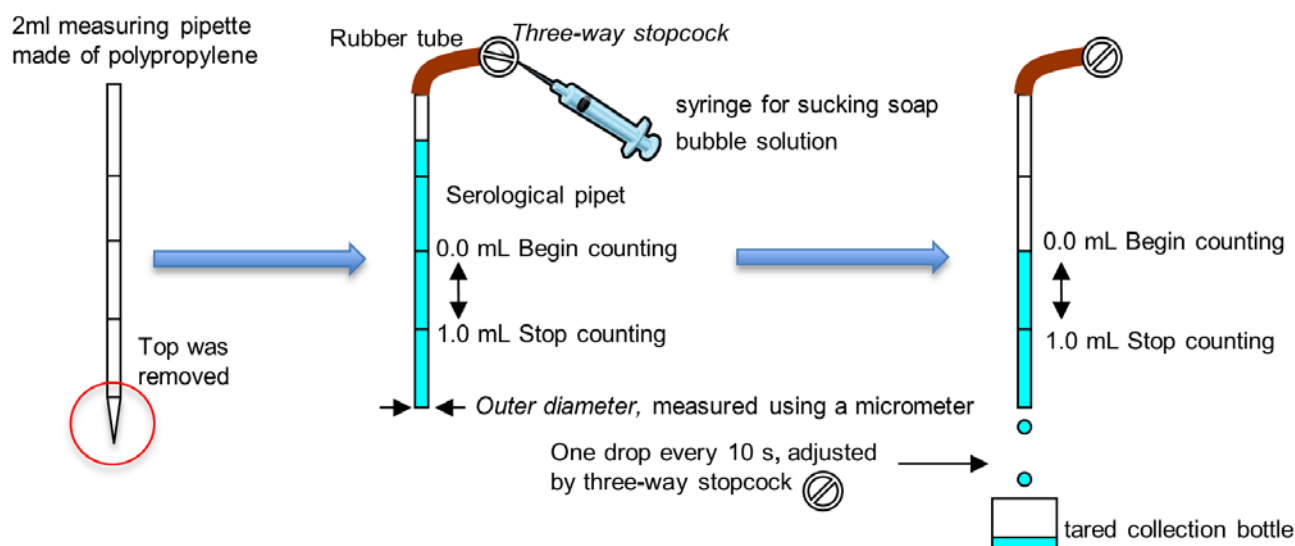 2ml measuring pipette
made of polypropylene
Top was
removed
Rubber tube
Three-way stopcock
syringe for sucking soap
bubble solution
Serological pipet
0.0 mL Begin counting
1.0 mL Stop counting
Outer diameter, measured using a micrometer
One drop every 10 s, adjusted
by three-way stopcock
0.0 mL Begin counting
1.0 mL Stop counting
tared collection bottle